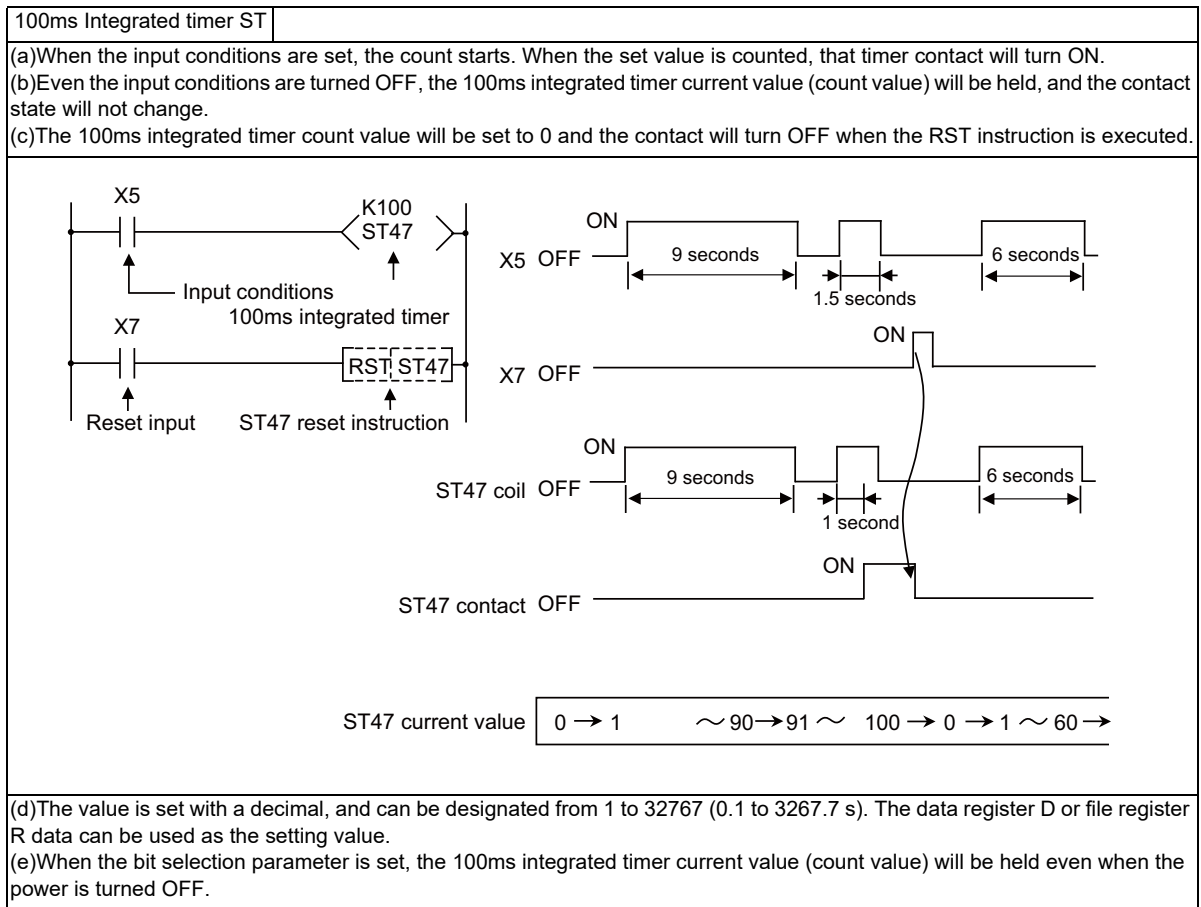 100ms Integrated timer ST
(a)When the input conditions are set, the count starts. When the set value is counted, that timer contact will turn ON.
(b)Even the input conditions are turned OFF, the 100ms integrated timer current value (count value) will be held, and the contact
state will not change.
(c)The 100ms integrated timer count value will be set to 0 and the contact will turn OFF when the RST instruction is executed.
X5
K100
ST47
Input conditions
100ms integrated timer
X7
RST ST47
Reset input
ST47 reset instruction
ON
X5 OFF
9 seconds
1.5 seconds
6 seconds
ON
X7 OFF
ON
ST47 coil OFF
9 seconds
1 second
6 seconds
ON
ST47 contact OFF
ST47 current value
0 → 1 ～ 90 → 91 ～ 100 → 0 → 1 ～ 60 →
(d)The value is set with a decimal, and can be designated from 1 to 32767 (0.1 to 3267.7 s). The data register D or file register
R data can be used as the setting value.
(e)When the bit selection parameter is set, the 100ms integrated timer current value (count value) will be held even when the
power is turned OFF.